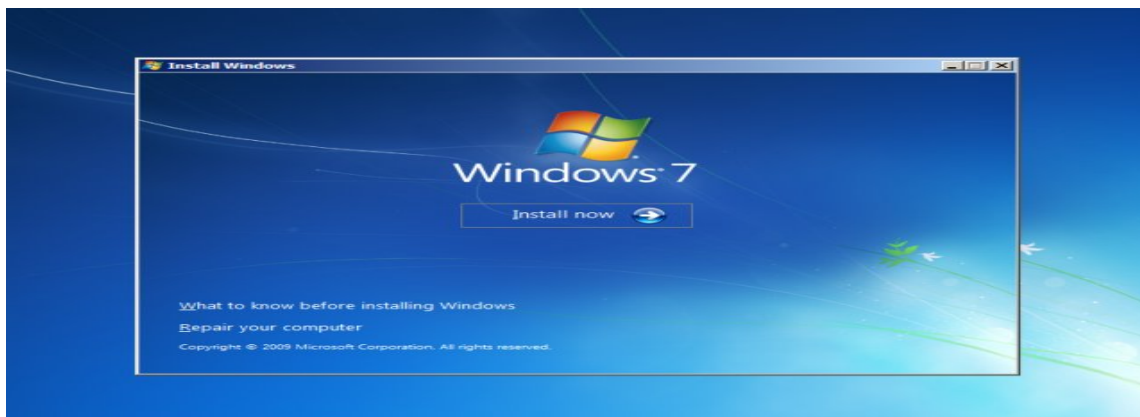 Install Windows
Windows 7
Install now
What to know before installing Windows
Repair your computer
Copyright © 2009 Microsoft Corporation. All rights reserved.